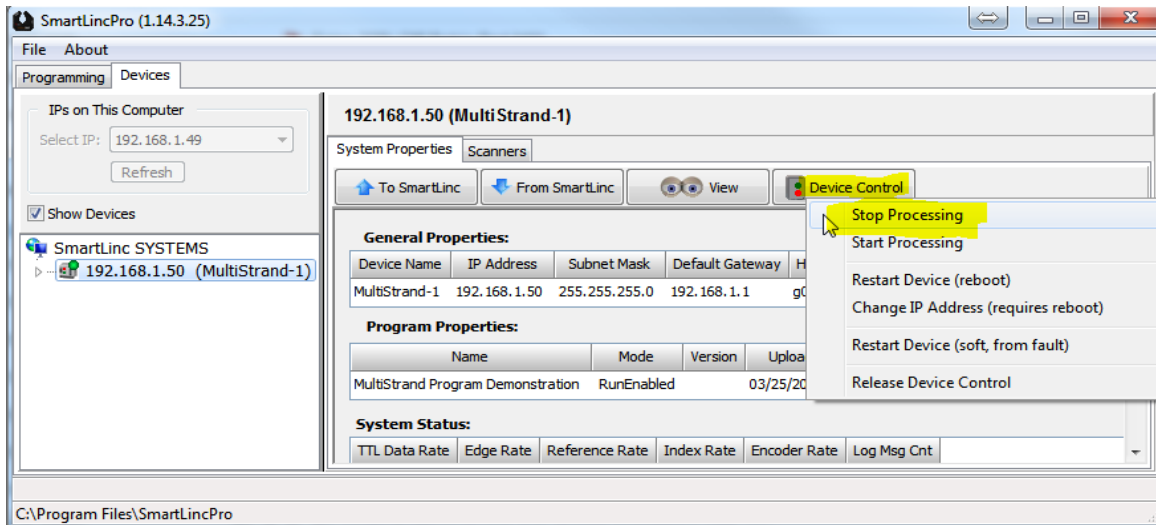 SmartLincPro (1.14.3.25)
File About
Programming Devices
IPs on This Computer
Select IP: 192.168.1.49
Refresh
Show Devices
SmartLinc SYSTEMS
192.168.1.50 (MultiStrand-1)
192.168.1.50 (MultiStrand-1)
System Properties Scanners
To SmartLinc From SmartLinc View Device Control
Stop Processing
Start Processing
Restart Device (reboot)
Change IP Address (requires reboot)
Restart Device (soft, from fault)
Release Device Control
General Properties:
Device Name IP Address Subnet Mask Default Gateway H
MultiStrand-1 192.168.1.50 255.255.255.0 192.168.1.1 g0
Program Properties:
Name Mode Version Uploa
MultiStrand Program Demonstration RunEnabled 03/25/20
System Status:
TTL Data Rate Edge Rate Reference Rate Index Rate Encoder Rate Log Msg Cnt
C:\Program Files\SmartLincPro